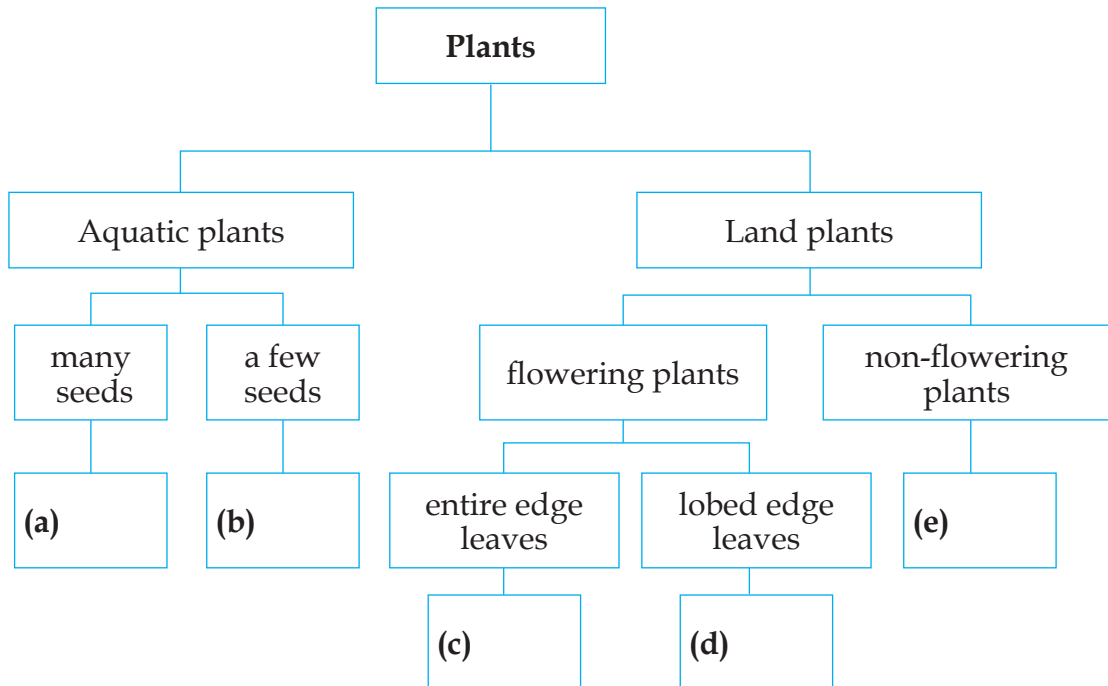 Plants
Aquatic plants
Land plants
many
seeds
a few
seeds
flowering plants
non-flowering
plants
(a)
(b)
entire edge
leaves
lobed edge
leaves
(e)
(c)
(d)